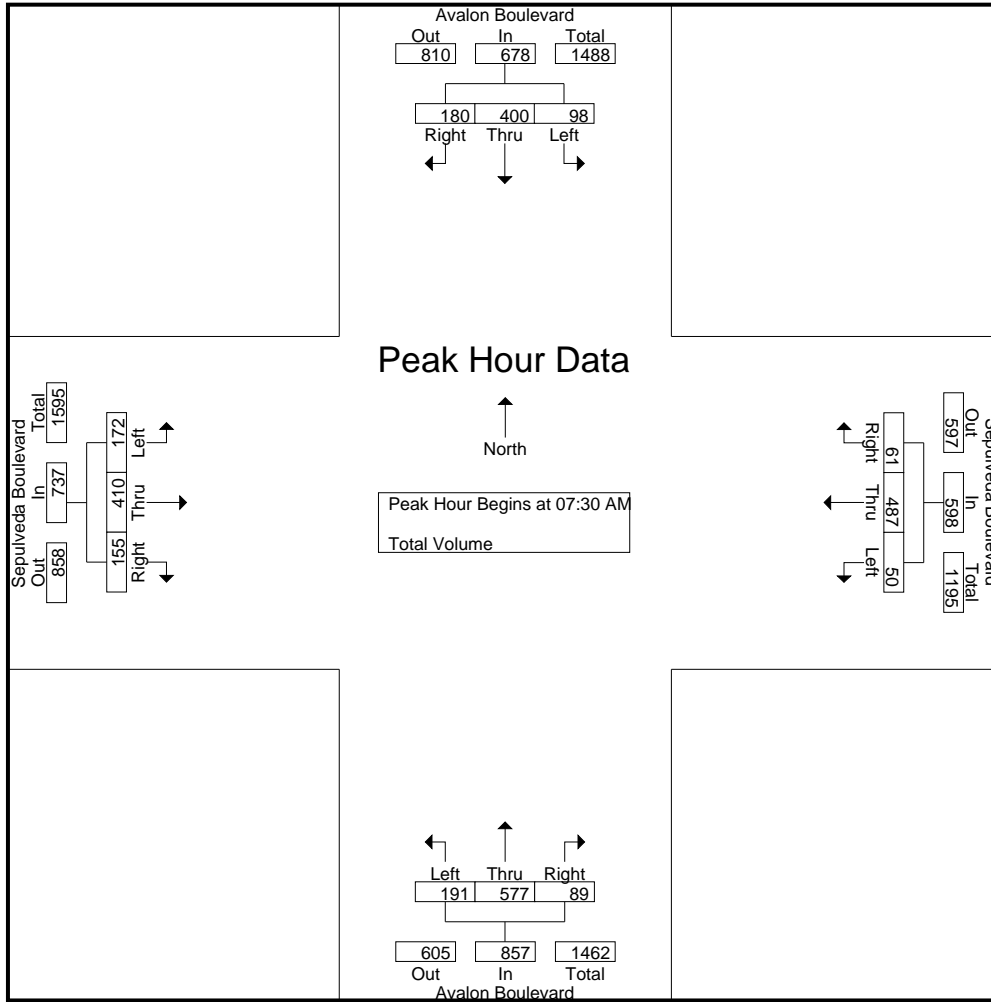 Avalon Boulevard
Out In Total
810 678 1488
180 400 98
Right Thru Left
Peak Hour Data
North
Peak Hour Begins at 07:30 AM
Total Volume
Sepulveda Boulevard
Total In Out
1595 737 858
172 410 155
Left Thru Right
Right Thru Left
61 487 50
Out In Total
597 598 1195
Sepulveda Boulevard
Left Thru Right
191 577 89
605 857 1462
Out In Total
Avalon Boulevard